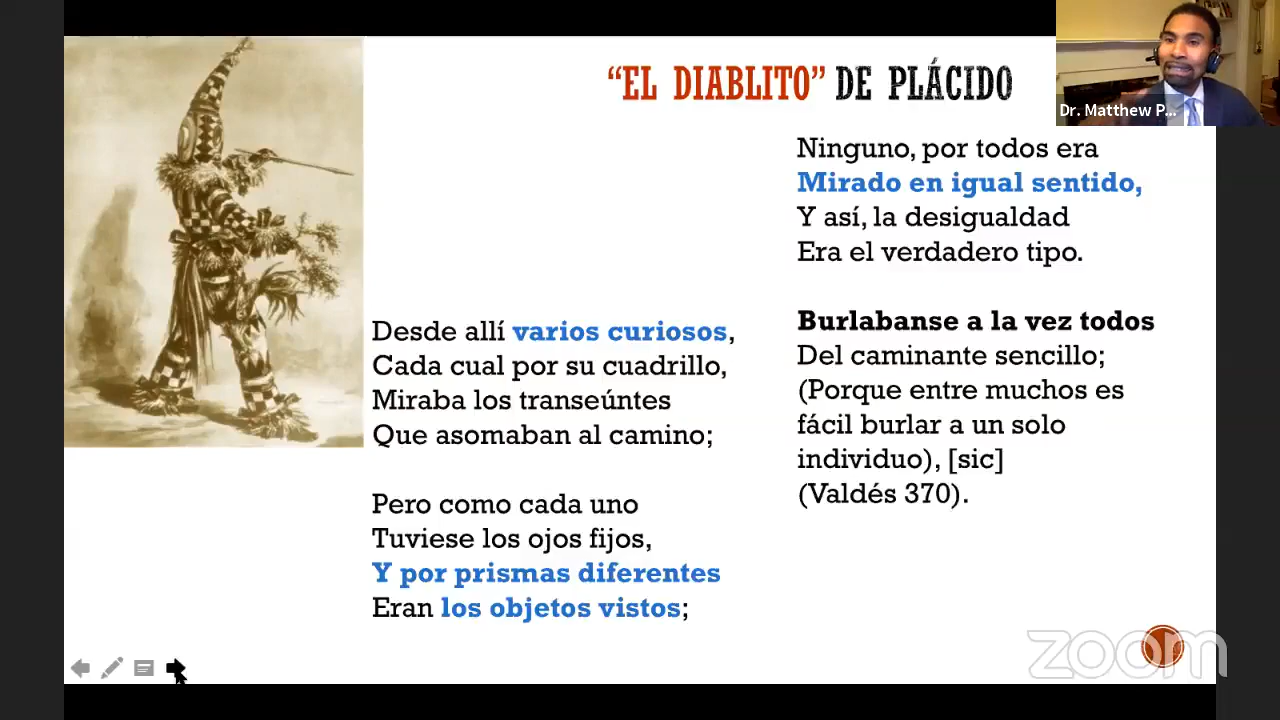 “EL DIABLITO” DE PLÁCIDO
Dr. Matthew P...
Desde allí varios curiosos,
Cada cual por su cuadrillo,
Miraba los transeúntes
Que asomaban al camino;
Pero como cada uno
Tuviese los ojos fijos,
Y por prismas diferentes
Eran los objetos vistos;
Ninguno, por todos era
Mirado en igual sentido,
Y así, la desigualdad
Era el verdadero tipo.
Burlabanse a la vez todos
Del caminante sencillo;
(Porque entre muchos es
fácil burlar a un solo
individuo), [sic]
(Valdés 370).
zoom